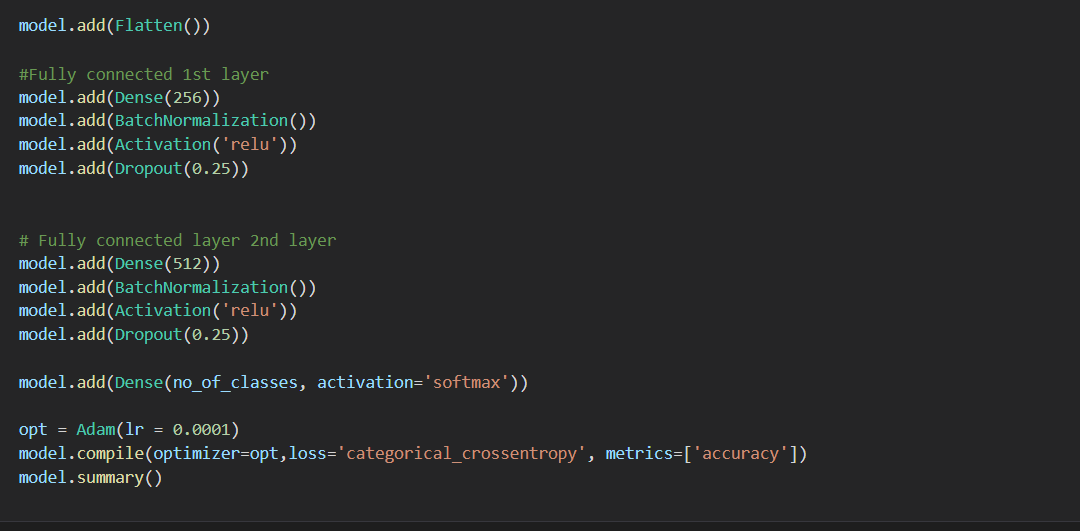 model.add(Flatten())
#Fully connected 1st layer
model.add(Dense(256))
model.add(BatchNormalization())
model.add(Activation('relu'))
model.add(Dropout(0.25))
# Fully connected layer 2nd layer
model.add(Dense(512))
model.add(BatchNormalization())
model.add(Activation('relu'))
model.add(Dropout(0.25))
model.add(Dense(no_of_classes, activation='softmax'))
opt = Adam(lr = 0.0001)
model.compile(optimizer=opt,loss='categorical_crossentropy', metrics=['accuracy'])
model.summary()